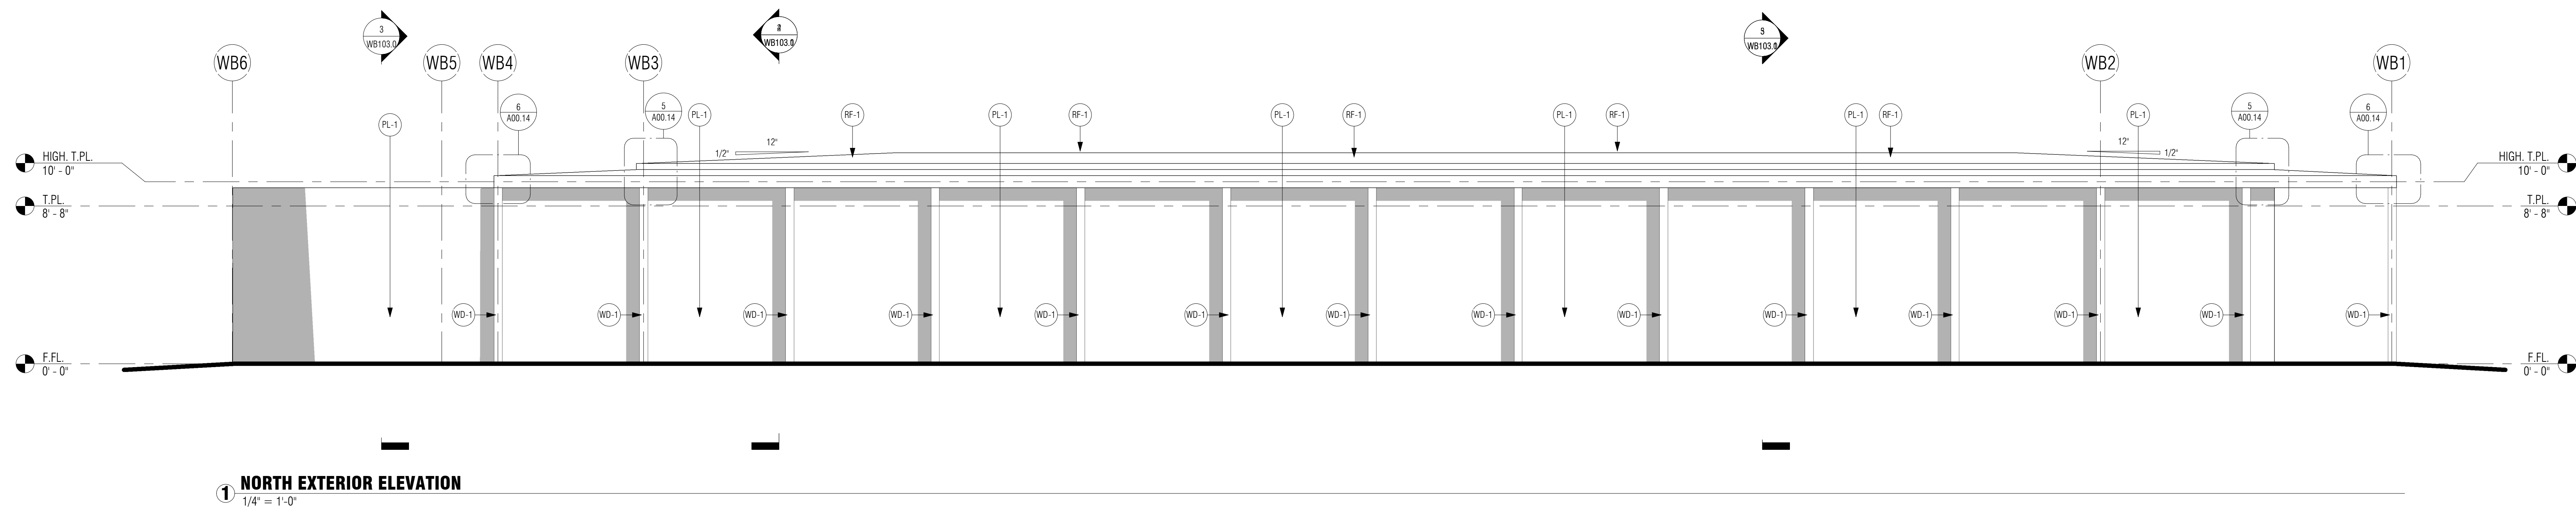 3
WB103.0
WB103.
WB103.
WB6
WB5
WB4
WB3
WB2
WB1
6
A00.14
5
A00.14
5
A00.14
6
A00.14
PL-1
PL-1
RF-1
PL-1
RF-1
PL-1
RF-1
PL-1
RF-1
PL-1
RF-1
PL-1
12"
1/2"
12"
1/2"
HIGH. T.PL.
10' - 0"
HIGH. T.PL.
10' - 0"
T.PL.
8' - 8"
T.PL.
8' - 8"
WD-1
WD-1
WD-1
WD-1
WD-1
WD-1
WD-1
WD-1
WD-1
WD-1
WD-1
WD-1
WD-1
WD-1
F.FL.
0' - 0"
F.FL.
0' - 0"
1
NORTH EXTERIOR ELEVATION
1/4" = 1'-0"